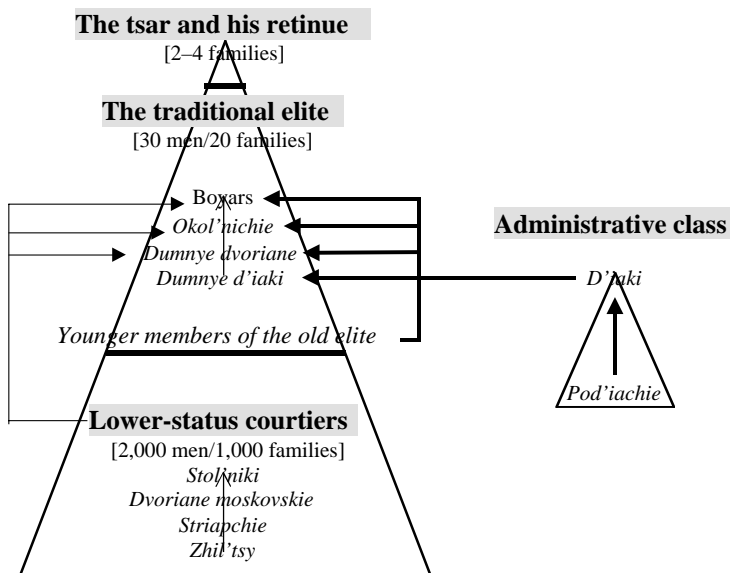 The tsar and his retinue
[2–4 families]
The traditional elite
[30 men/20 families]
Boyars
Okol’nichie
Dumnye dvoriane
Dumnye d’iaki
Younger members of the old elite
Lower-status courtiers
[2,000 men/1,000 families]
Stol’niki
Dvoriane moskovskie
Striapchie
Zhil’tsy
Administrative class
D’iaki
Pod’iachie